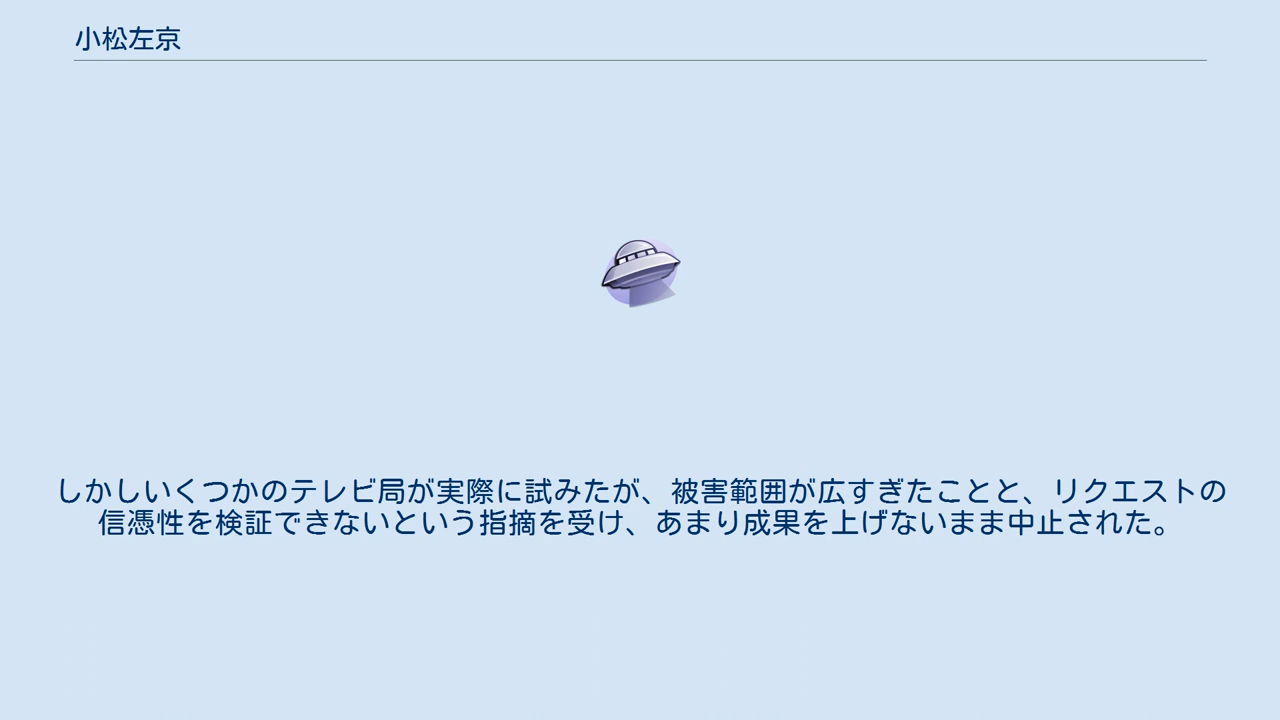 小松左京
しかしいくつかのテレビ局が実際に試みたが、被害範囲が広すぎたことと、リクエストの
信憑性を検証できないという指摘を受け、あまり成果を上げないまま中止された。